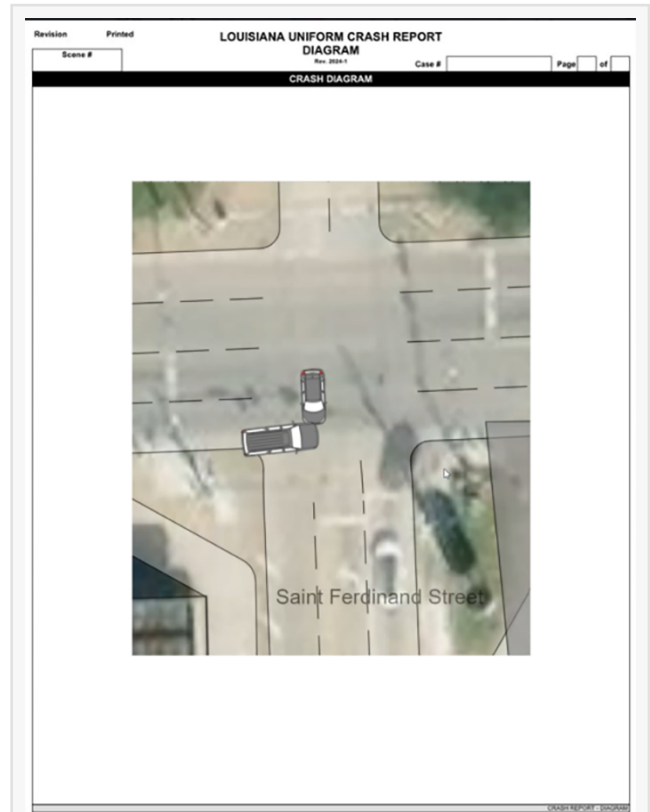 Revision Printed
LOUISIANA UNIFORM CRASH REPORT
DIAGRAM
Rev. 2024-1
Scene #
Case #
Page of
CRASH DIAGRAM
Saint Ferdinand Street
CRASH REPORT - DIAGRAM